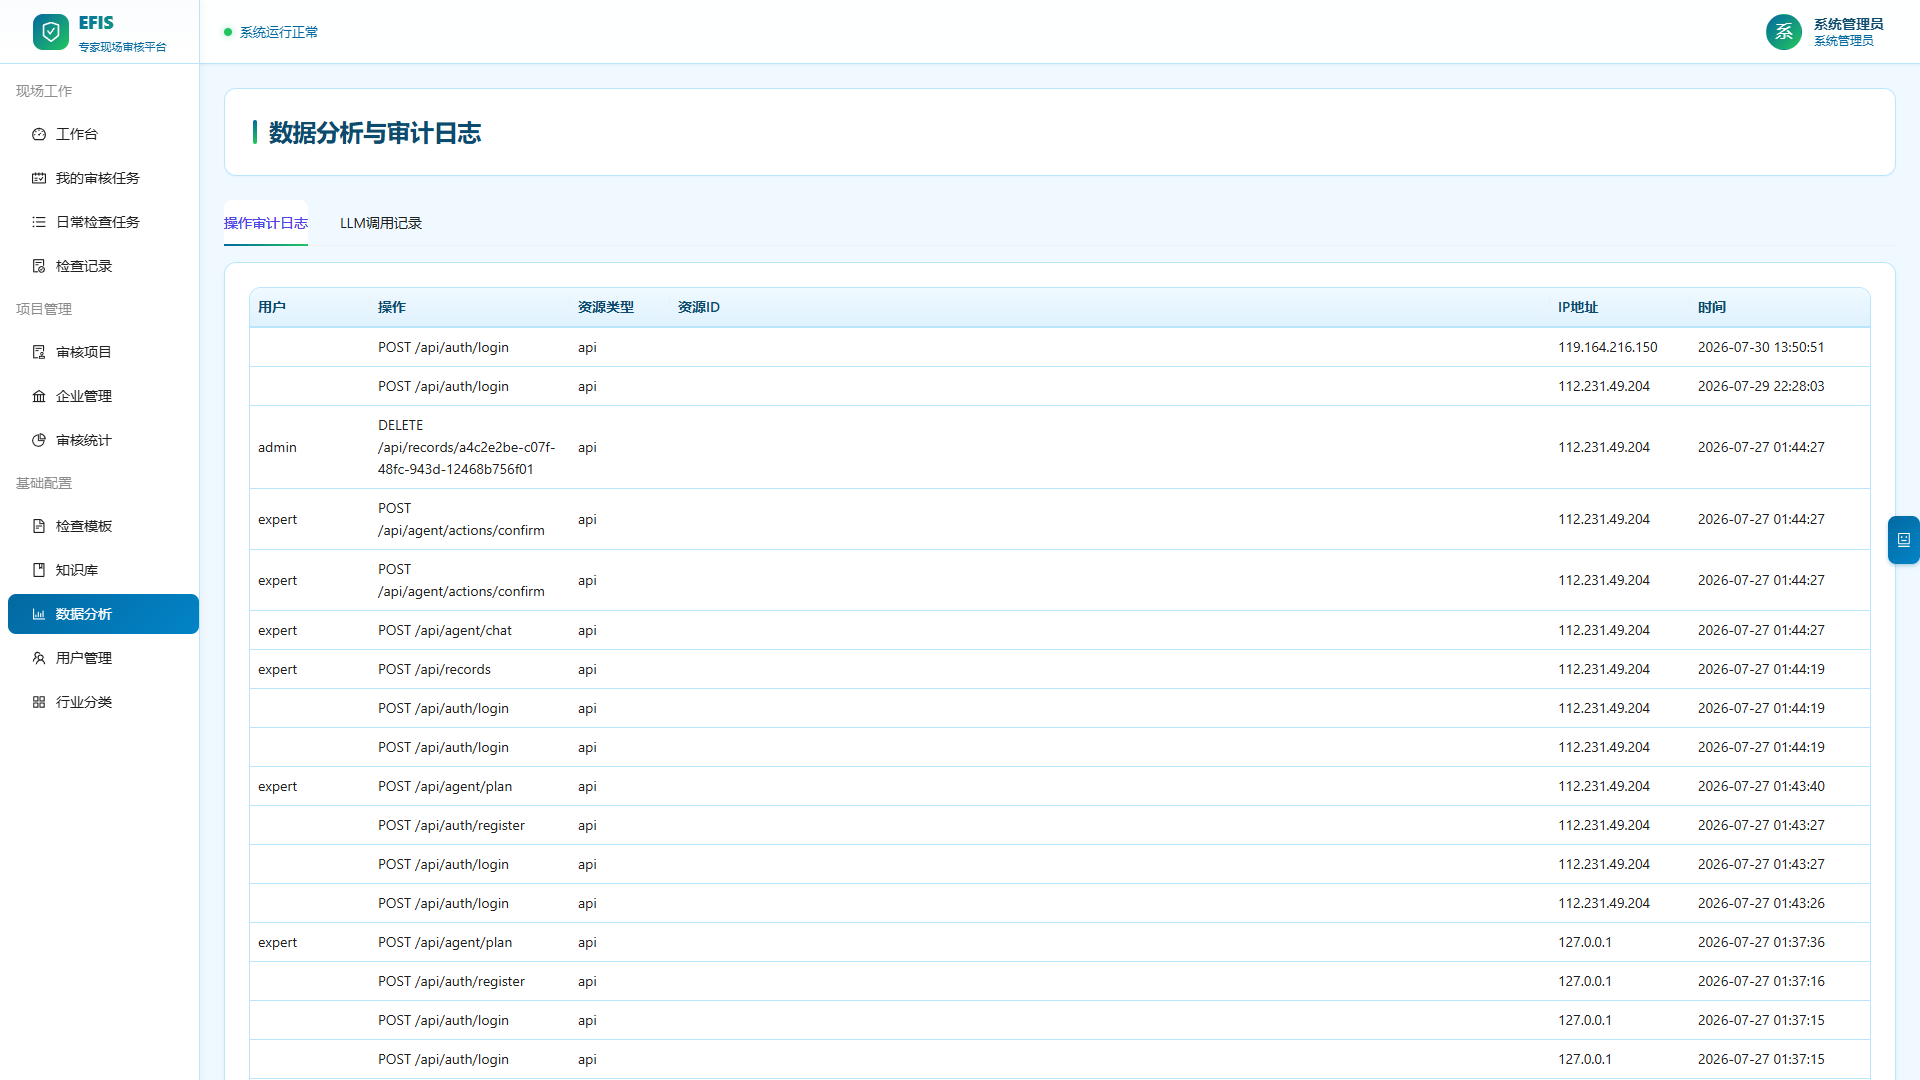 EFIS
专家现场审核平台
系统运行正常
系
系统管理员
系统管理员
现场工作
工作台
我的审核任务
日常检查任务
检查记录
项目管理
审核项目
企业管理
审核统计
基础配置
检查模板
知识库
数据分析
用户管理
行业分类
数据分析与审计日志
操作审计日志 LLM调用记录
用户 操作 资源类型 资源ID IP地址 时间
POST /api/auth/login api 119.164.216.150 2026-07-30 13:50:51
POST /api/auth/login api 112.231.49.204 2026-07-29 22:28:03
DELETE
admin /api/records/a4c2e2be-c07f- api 112.231.49.204 2026-07-27 01:44:27
48fc-943d-12468b756f01
POST
expert /api/agent/actions/confirm api 112.231.49.204 2026-07-27 01:44:27
POST
expert /api/agent/actions/confirm api 112.231.49.204 2026-07-27 01:44:27
expert POST /api/agent/chat api 112.231.49.204 2026-07-27 01:44:27
expert POST /api/records api 112.231.49.204 2026-07-27 01:44:19
POST /api/auth/login api 112.231.49.204 2026-07-27 01:44:19
POST /api/auth/login api 112.231.49.204 2026-07-27 01:44:19
expert POST /api/agent/plan api 112.231.49.204 2026-07-27 01:43:40
POST /api/auth/register api 112.231.49.204 2026-07-27 01:43:27
POST /api/auth/login api 112.231.49.204 2026-07-27 01:43:27
POST /api/auth/login api 112.231.49.204 2026-07-27 01:43:26
expert POST /api/agent/plan api 127.0.0.1 2026-07-27 01:37:36
POST /api/auth/register api 127.0.0.1 2026-07-27 01:37:16
POST /api/auth/login api 127.0.0.1 2026-07-27 01:37:15
POST /api/auth/login api 127.0.0.1 2026-07-27 01:37:15